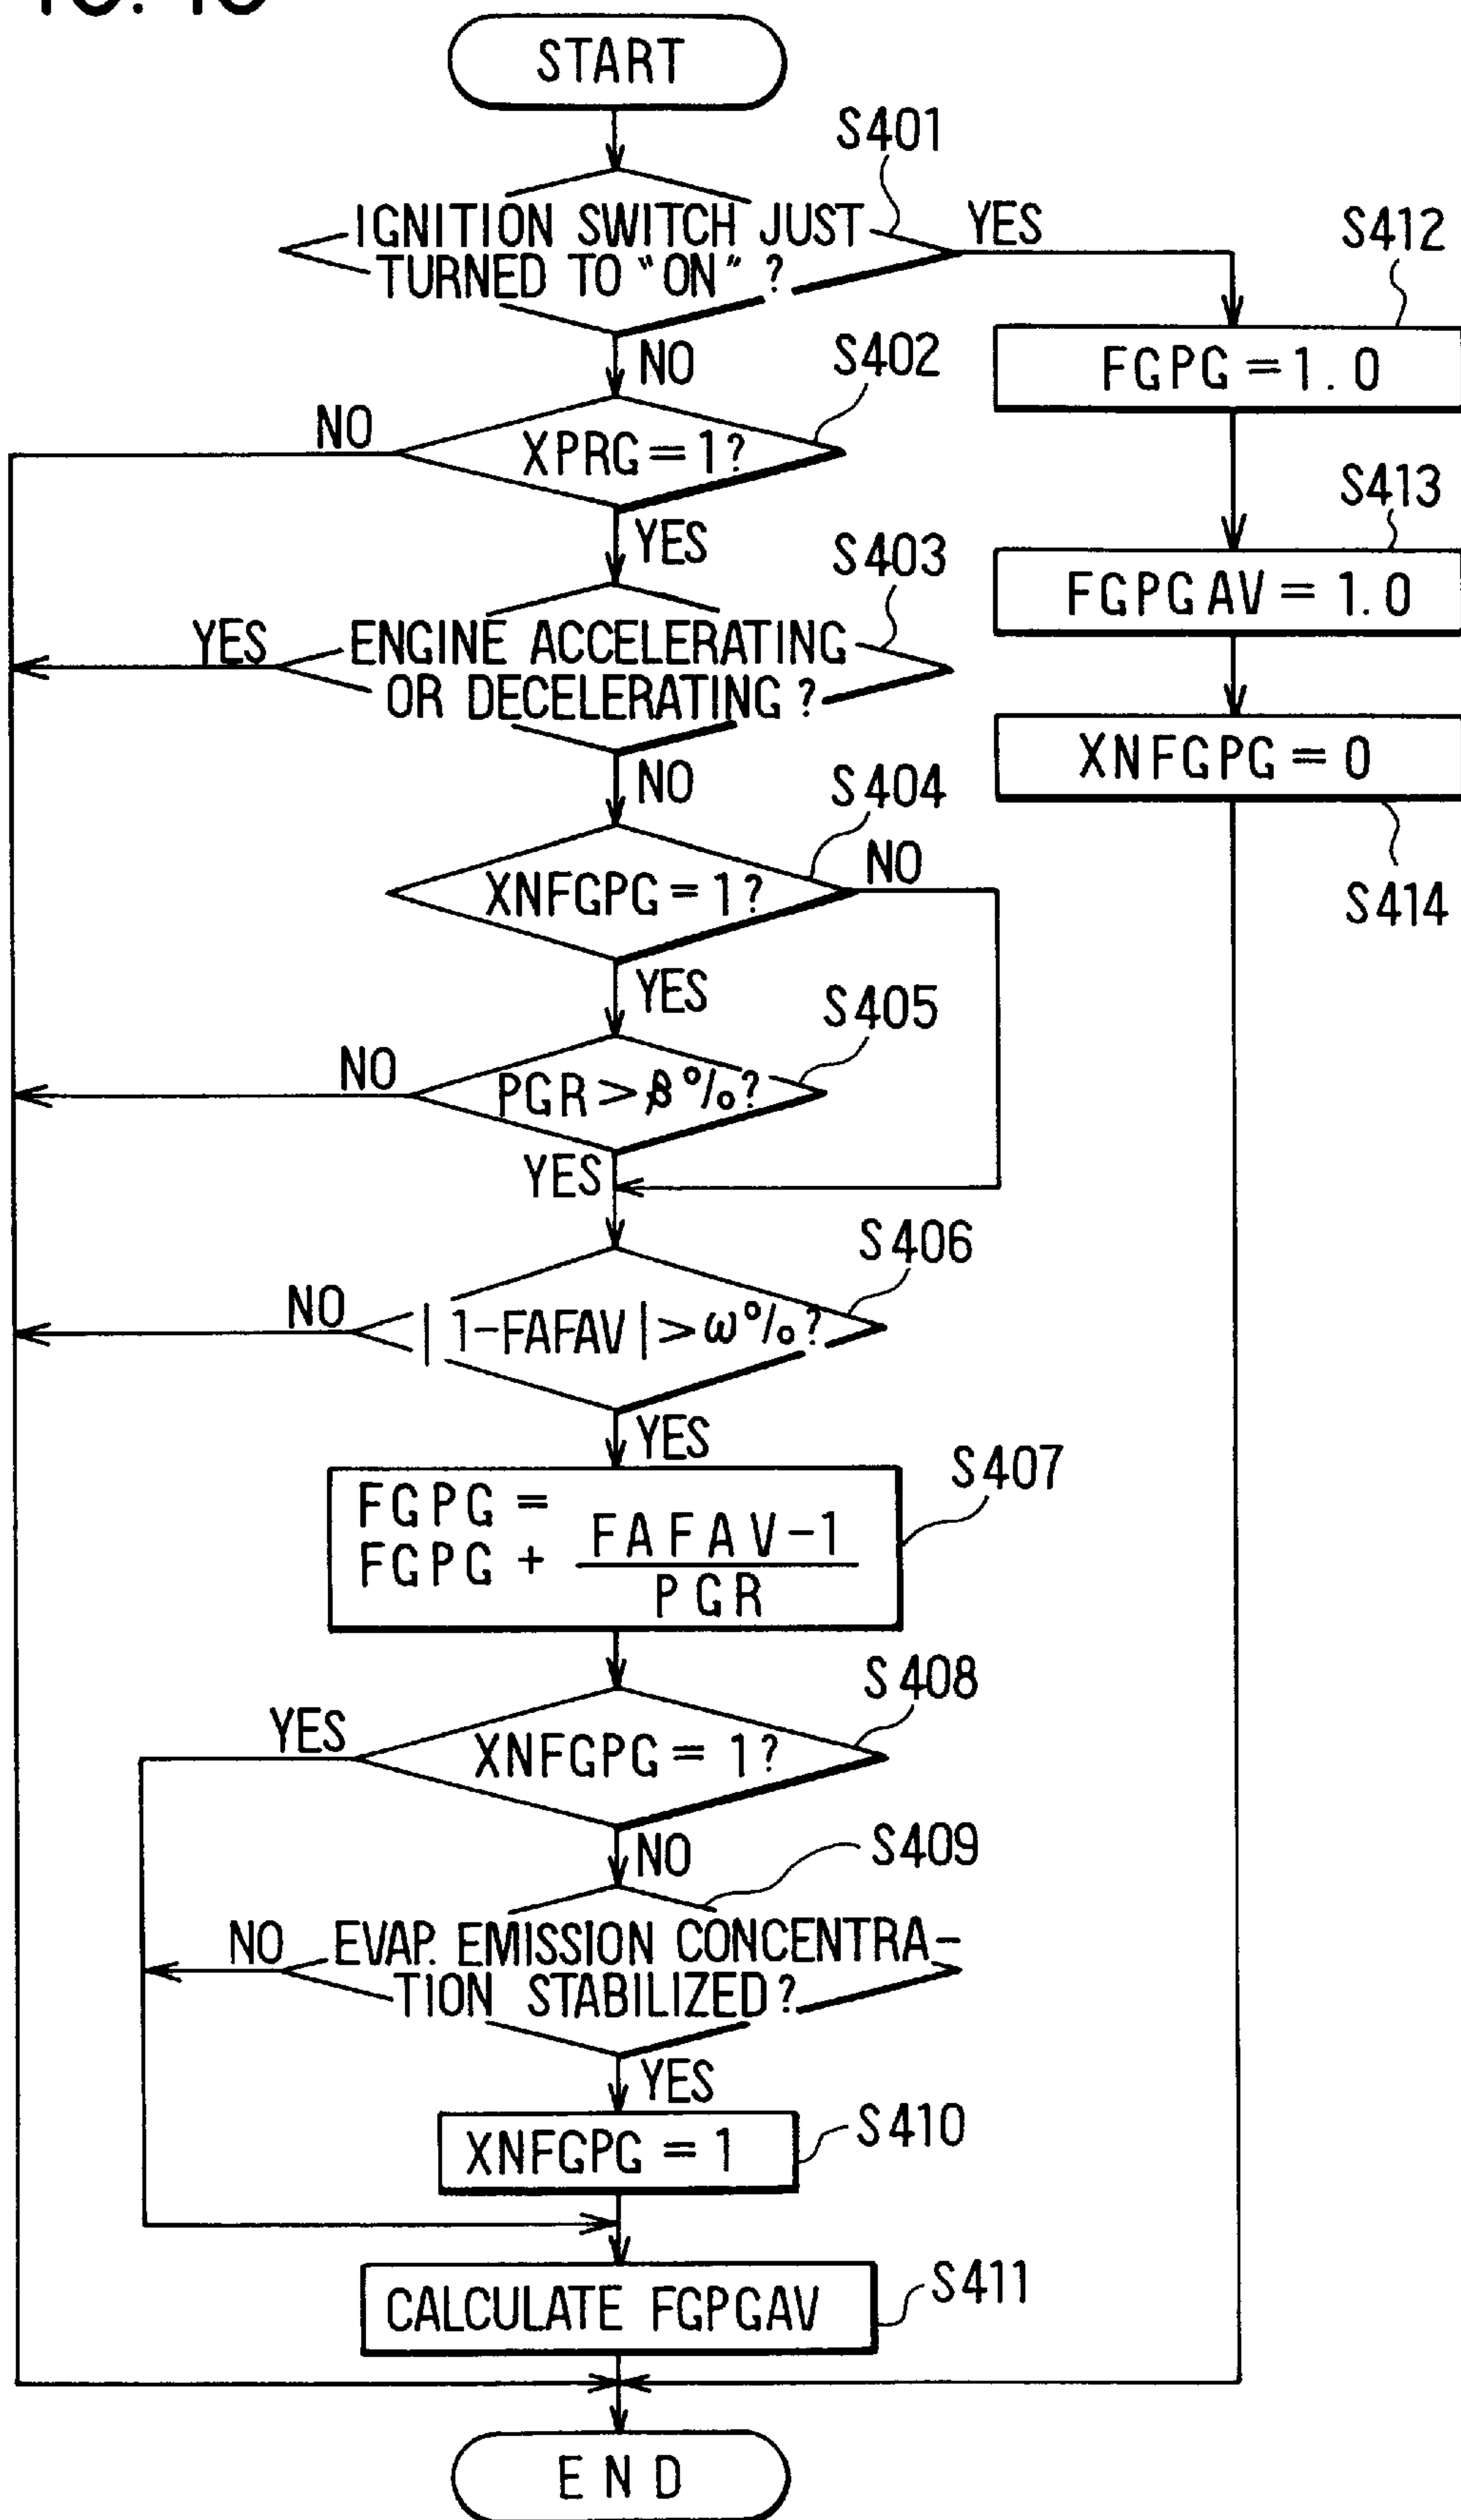 START
S401
IGNITION SWITCH JUST
TURNED TO "ON" ?
YES
S412
FGPG = 1.0
NO
S402
XPRG = 1?
NO
S413
FGPGAV = 1.0
YES
S403
ENGINE ACCELERATING
OR DECELERATING ?
YES
XNFGPG = 0
S414
NO
S404
XNFGPG = 1?
NO
YES
S405
PGR > β%?
NO
YES
S406
| 1-FAFAV | > ω%?
NO
YES
S407
FGPG =
FGPG + FAFAV-1
PGR
S408
XNFGPG = 1?
YES
NO
S409
EVAP. EMISSION CONCENTRA-
TION STABILIZED?
NO
YES
S410
XNFGPG = 1
S411
CALCULATE FGPGAV
END